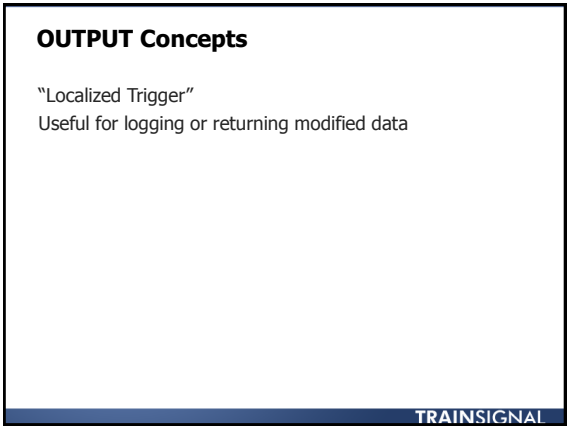 OUTPUT Concepts
“Localized Trigger”
Useful for logging or returning modified data
TRAINSIGNAL